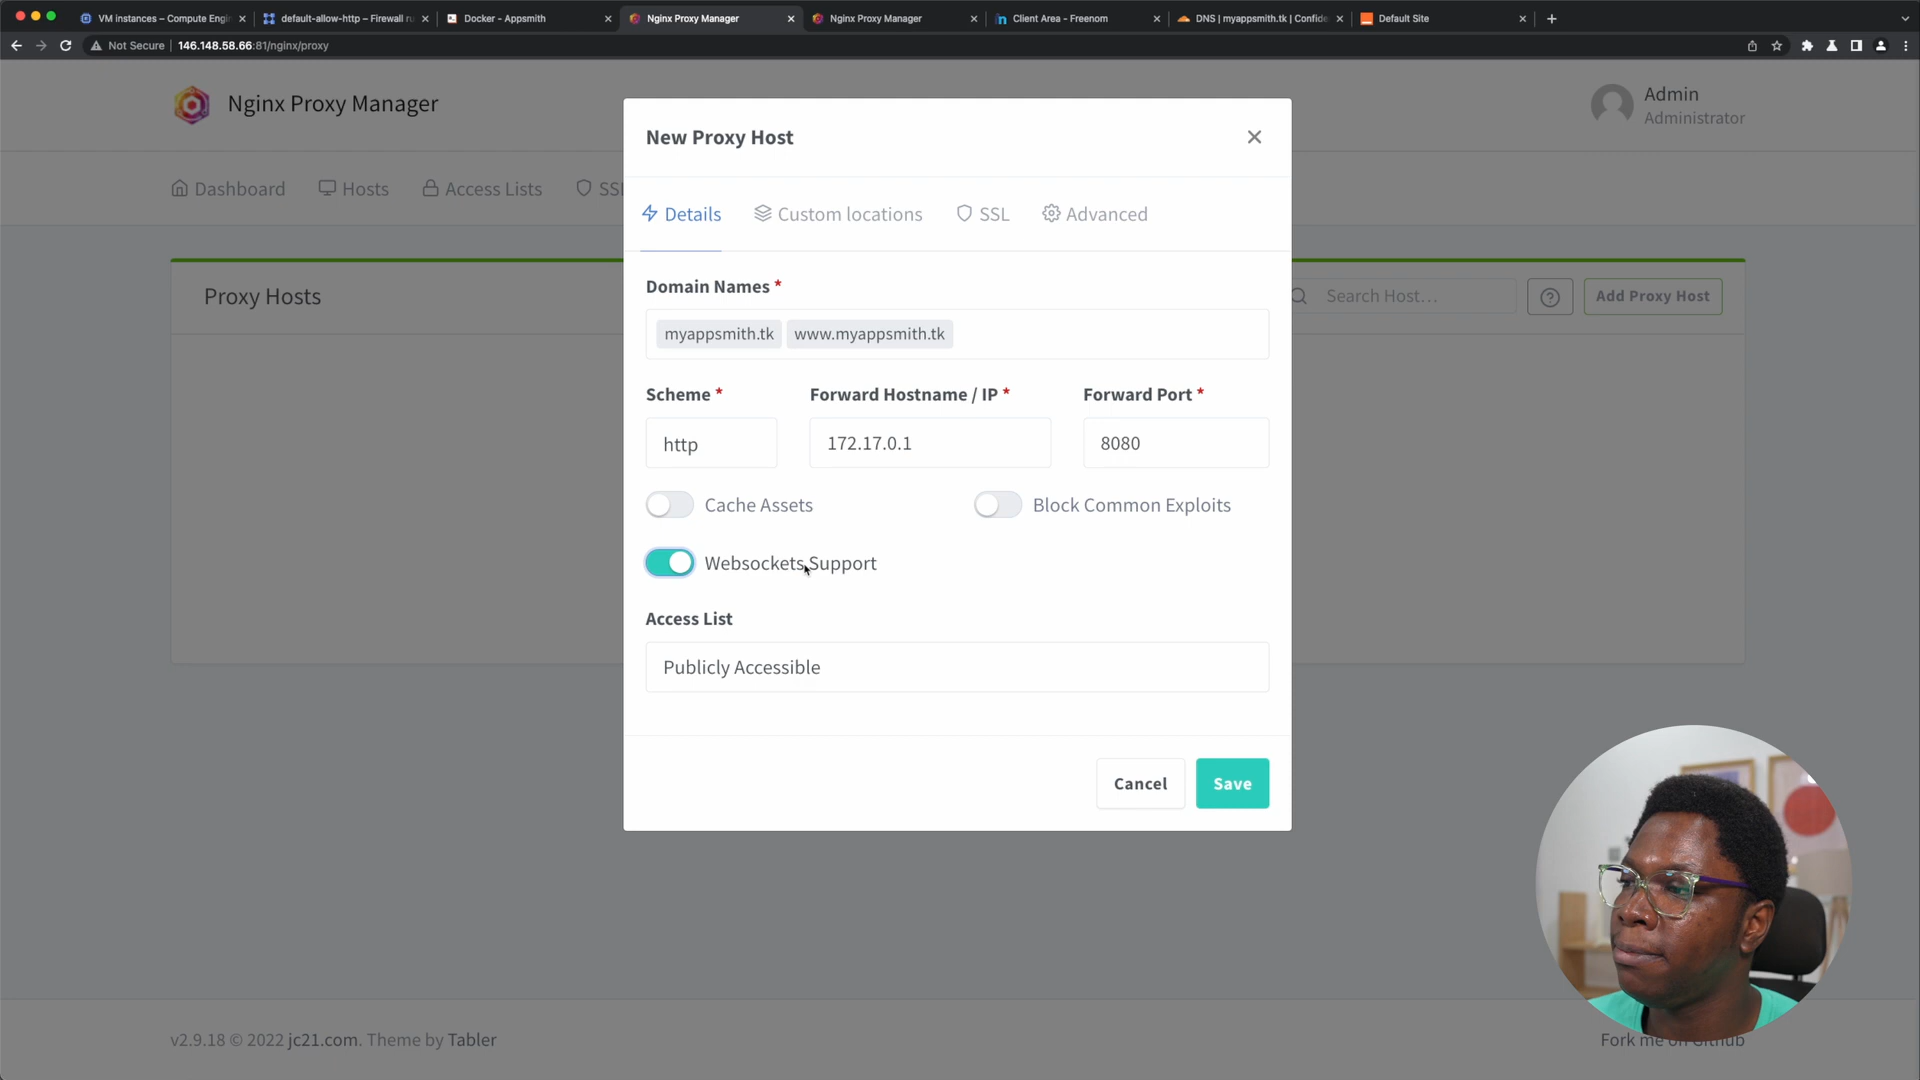 VM instances – Compute Engi
default-allow-http – Firewall ru
Docker - Appsmith
Nginx Proxy Manager
Nginx Proxy Manager
Client Area - Freenom
DNS | myappsmith.tk | Confide
Default Site
Not Secure | 146.148.58.66:81/nginx/proxy
Nginx Proxy Manager
Admin
Administrator
Dashboard
Hosts
Access Lists
SSL
Proxy Hosts
Search Host…
Add Proxy Host
New Proxy Host
Details
Custom locations
SSL
Advanced
Domain Names *
myappsmith.tk www.myappsmith.tk
Scheme * Forward Hostname / IP * Forward Port *
http 172.17.0.1 8080
Cache Assets Block Common Exploits
Websockets Support
Access List
Publicly Accessible
Cancel Save
v2.9.18 © 2022 jc21.com. Theme by Tabler
Fork me on Github